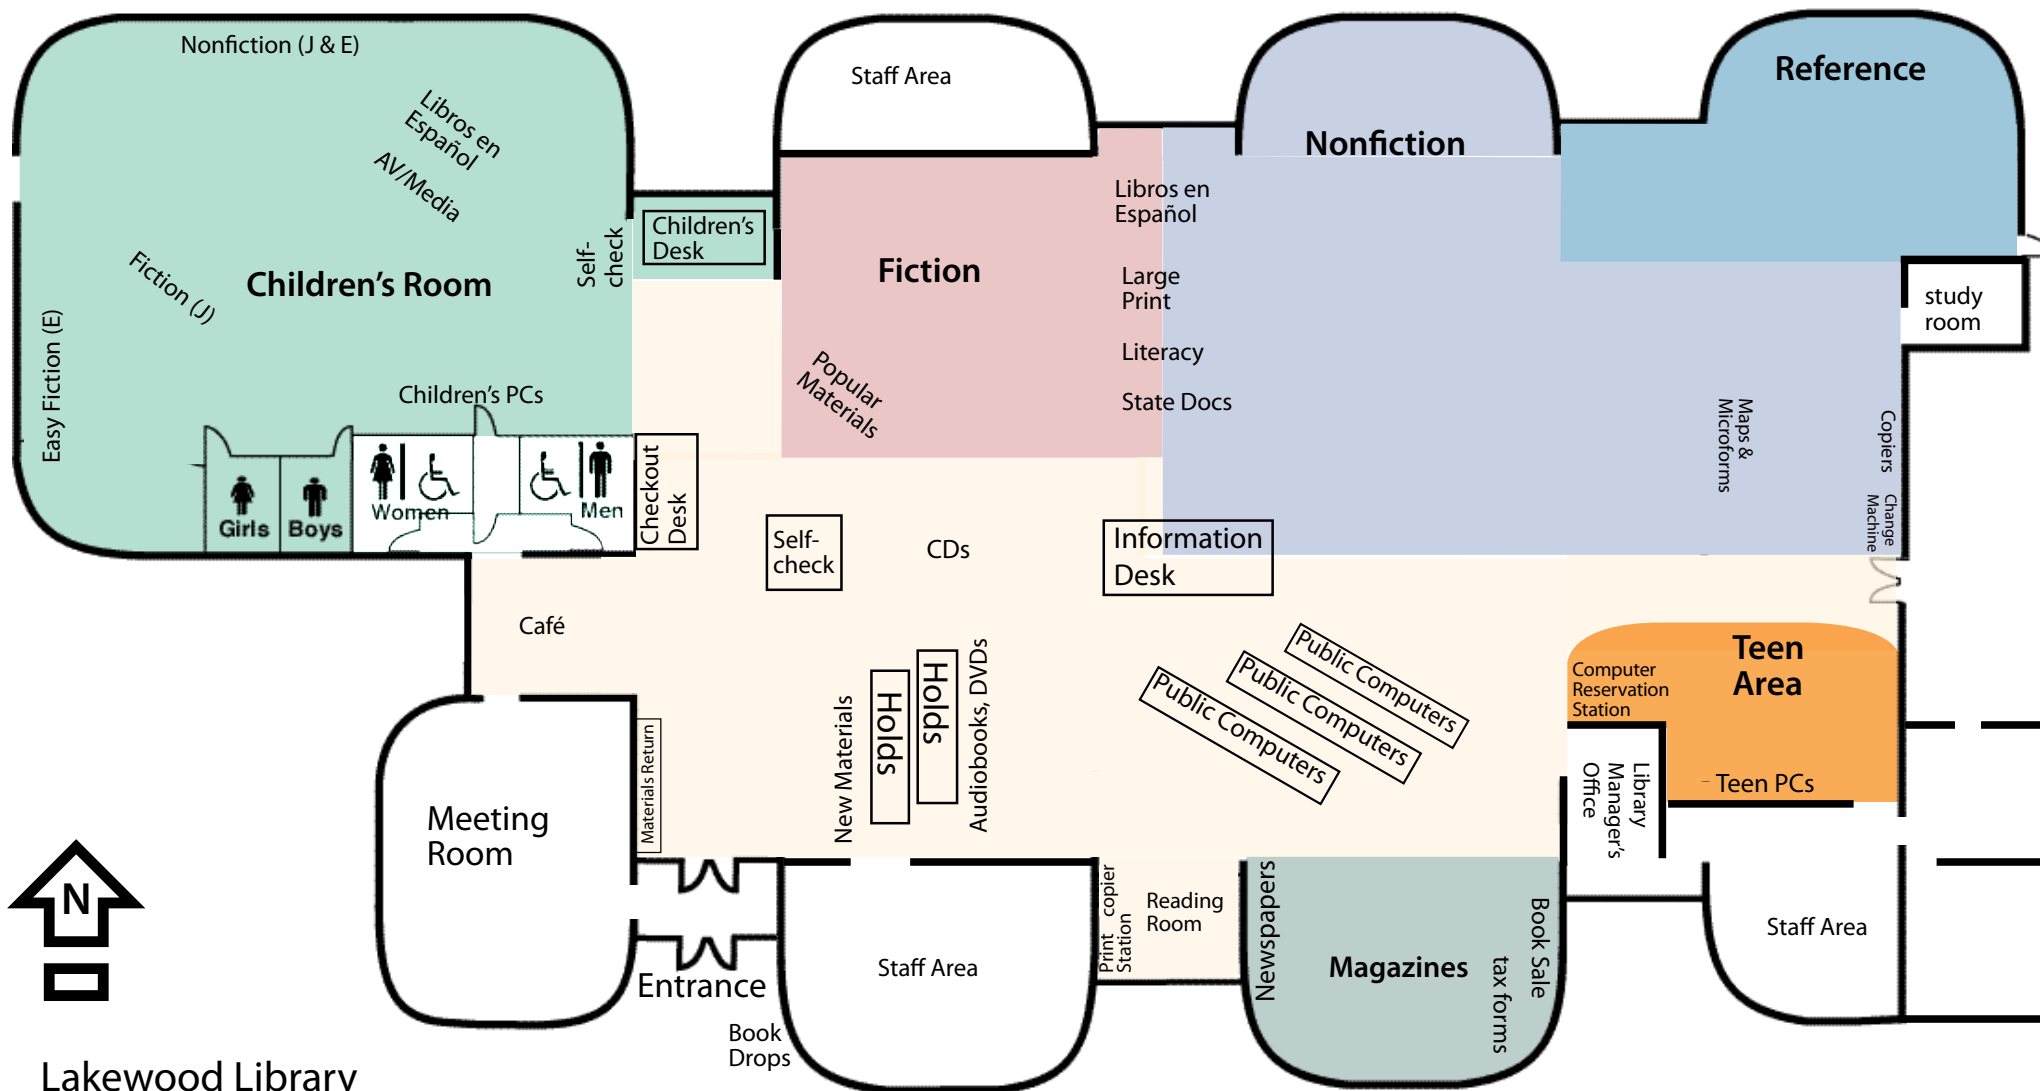 Nonfiction (J & E)
Libros en
Español
AV/Media
Fiction (J)
Children's Room
Easy Fiction (E)
Self-
check
Children's
Desk
Children's PCs
Girls
Boys
Women
Men
Checkout
Desk
Staff Area
Fiction
Popular
Materials
Libros en
Español
Large
Print
Literacy
State Docs
Nonfiction
Reference
study
room
Maps &
Microforms
Copiers
Change
Machine
Self-
check
CDs
Information
Desk
Café
New Materials
Holds
Holds
Audiobooks, DVDs
Public Computers
Public Computers
Public Computers
Teen
Area
Computer
Reservation
Station
Teen PCs
Library
Manager's
Office
Meeting
Room
Materials Return
Entrance
Book
Drops
Staff Area
Print copier
Station
Reading
Room
Newspapers
Magazines
Book Sale
tax forms
Staff Area
N
Lakewood Library